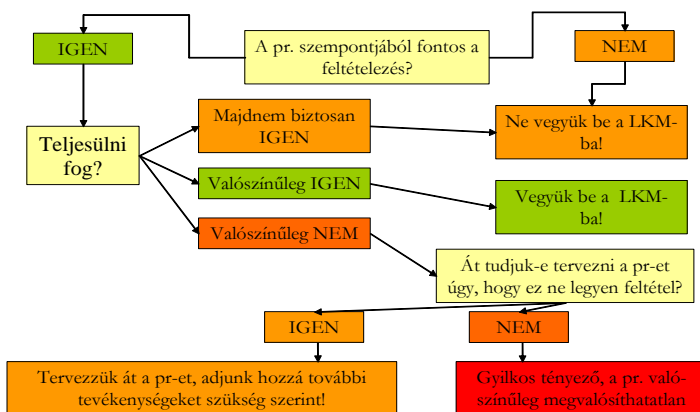 IGEN
A pr. szempontjából fontos a
feltételezés?
NEM
Teljesülni
fog?
Majdnem biztosan
IGEN
Ne vegyük be a LKM-
ba!
Valószínűleg IGEN
Vegyük be a  LKM-
ba!
Valószínűleg NEM
Át tudjuk-e tervezni a pr-et
úgy, hogy ez ne legyen feltétel?
IGEN
NEM
Tervezzük át a pr-et, adjunk hozzá további
tevékenységeket szükség szerint!
Gyilkos tényező, a pr. való-
színűleg megvalósíthatatlan